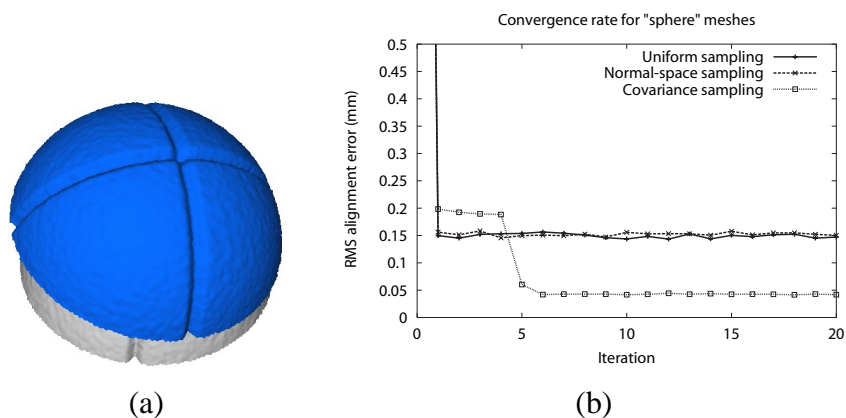 Convergence rate for "sphere" meshes
0.5
0.45
0.4
0.35
0.3
0.25
0.2
0.15
0.1
0.05
0
RMS alignment error (mm)
Uniform sampling
Normal-space sampling
Covariance sampling
0
5
10
15
20
Iteration
(a)
(b)